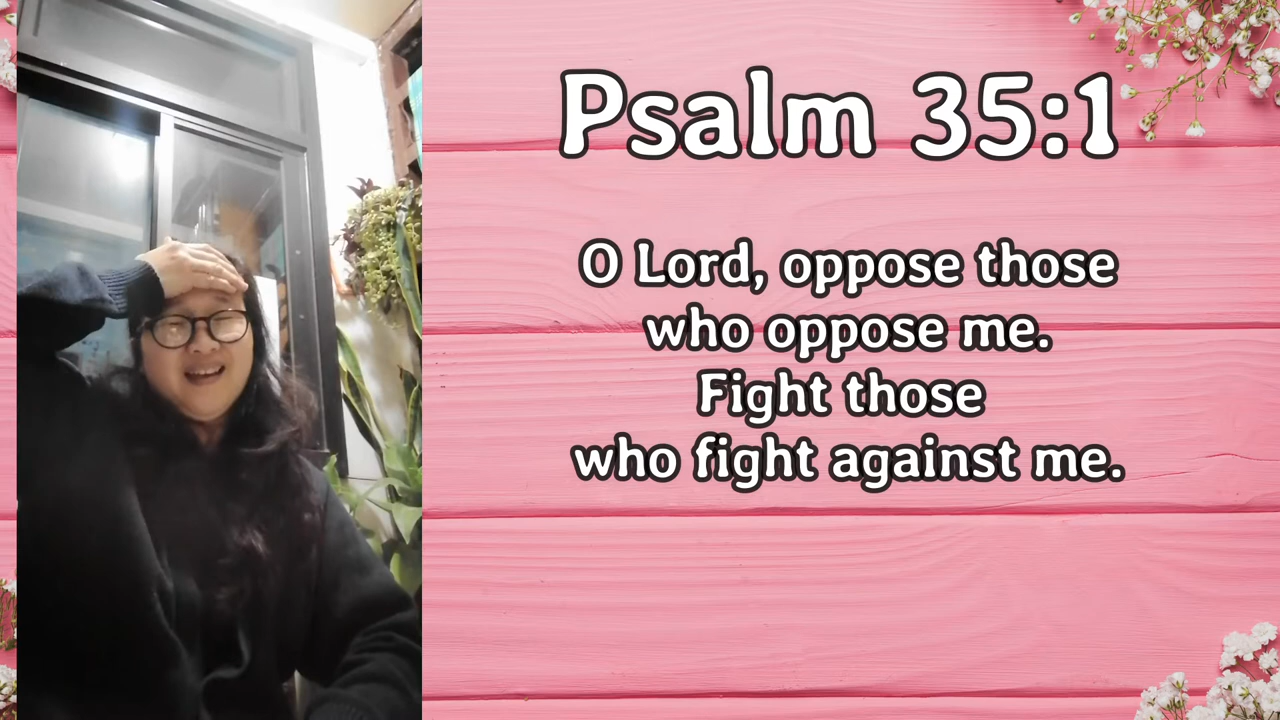 Psalm 35:1
O Lord, oppose those
who oppose me.
Fight those
who fight against me.